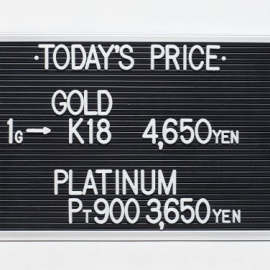 ·TODAY'S PRICE·
GOLD
1G→ K18 4,650YEN
PLATINUM
PT900 3,650YEN